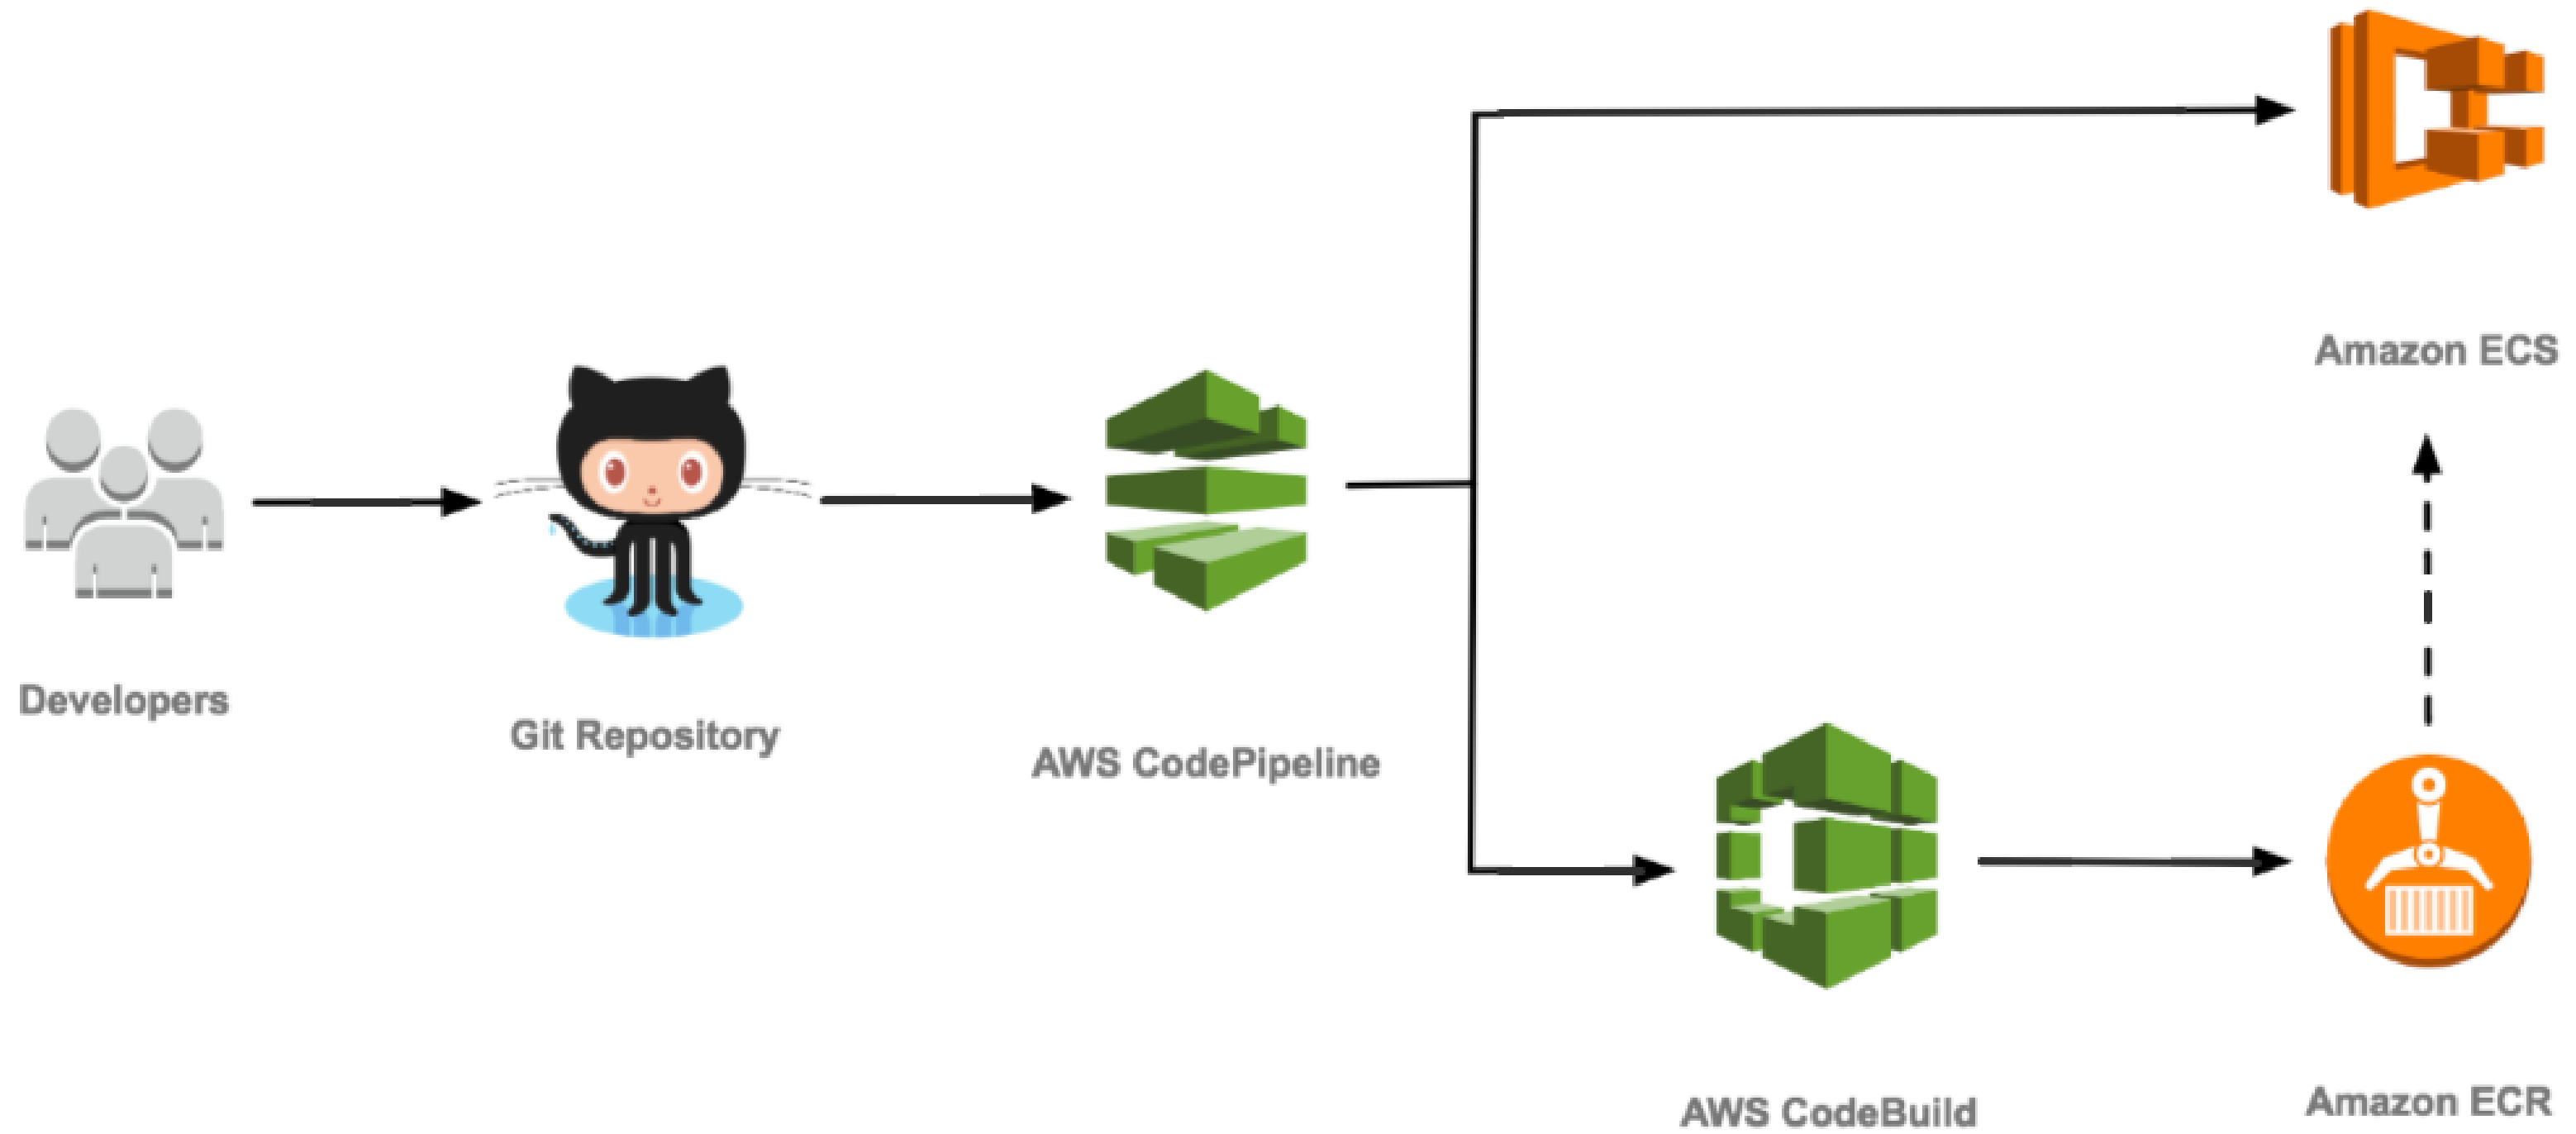 Amazon ECS
Developers
Git Repository
AWS CodePipeline
AWS CodeBuild
Amazon ECR